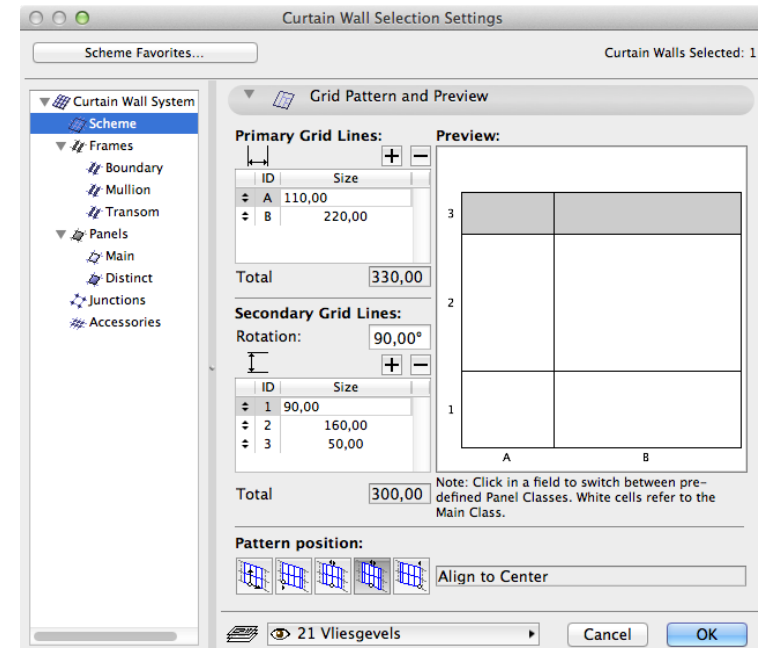 Curtain Wall Selection Settings
Scheme Favorites...
Curtain Walls Selected: 1
Curtain Wall System
Scheme
Frames
Boundary
Mullion
Transom
Panels
Main
Distinct
Junctions
Accessories
Grid Pattern and Preview
Primary Grid Lines:
ID Size
A 110,00
B 220,00
Total 330,00
Secondary Grid Lines:
Rotation: 90,00°
ID Size
1 90,00
2 160,00
3 50,00
Total 300,00
Preview:
3
2
1
A B
Note: Click in a field to switch between pre-
defined Panel Classes. White cells refer to the
Main Class.
Pattern position:
Align to Center
21 Vliesgevels
Cancel
OK